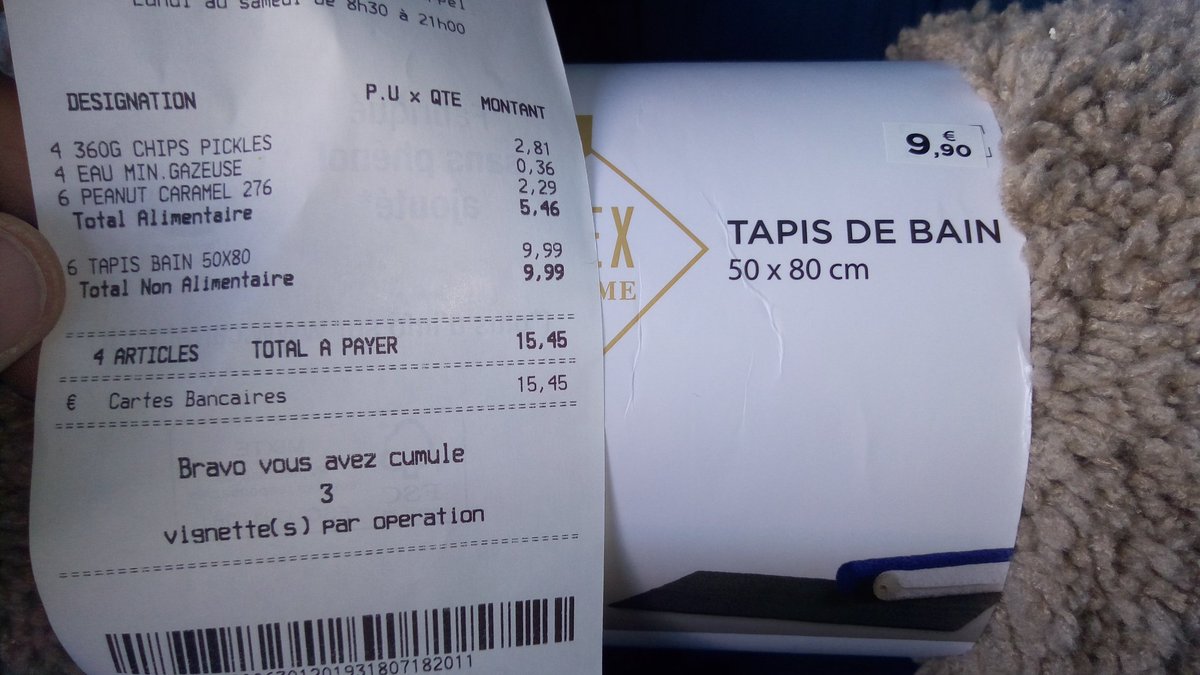 Lundi au samedi de 8h30 à 21h00
DESIGNATION P.U x QTE MONTANT
4 360G CHIPS PICKLES 2,81
4 EAU MIN.GAZEUSE 0,36
6 PEANUT CARAMEL 276 2,29
Total Alimentaire 5,46
6 TAPIS BAIN 50X80 9,99
Total Non Alimentaire 9,99
4 ARTICLES TOTAL A PAYER 15,45
€ Cartes Bancaires 15,45
Bravo vous avez cumule
3
vignette(s) par operation
9,90 €
TAPIS DE BAIN
50 x 80 cm